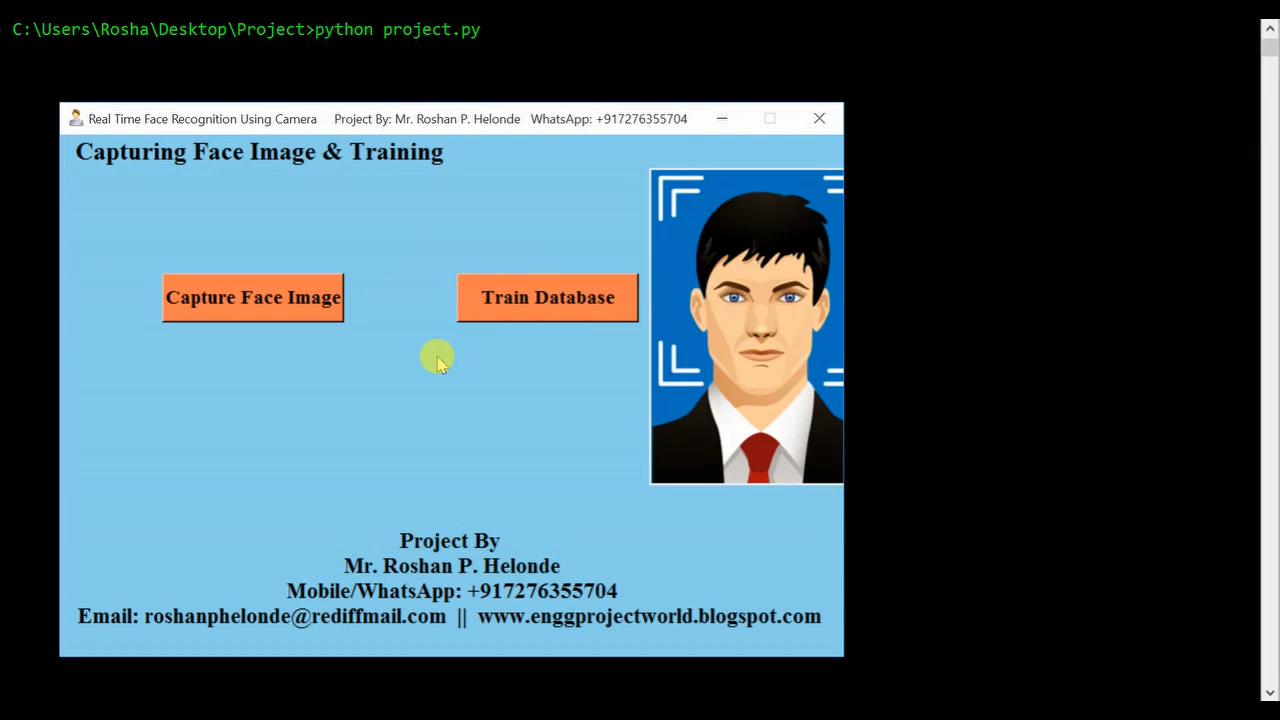 C:\Users\Rosha\Desktop\Project>python project.py
Real Time Face Recognition Using Camera Project By: Mr. Roshan P. Helonde WhatsApp: +917276355704
Capturing Face Image & Training
Capture Face Image Train Database
Project By
Mr. Roshan P. Helonde
Mobile/WhatsApp: +917276355704
Email: roshanphelonde@rediffmail.com || www.enggprojectworld.blogspot.com